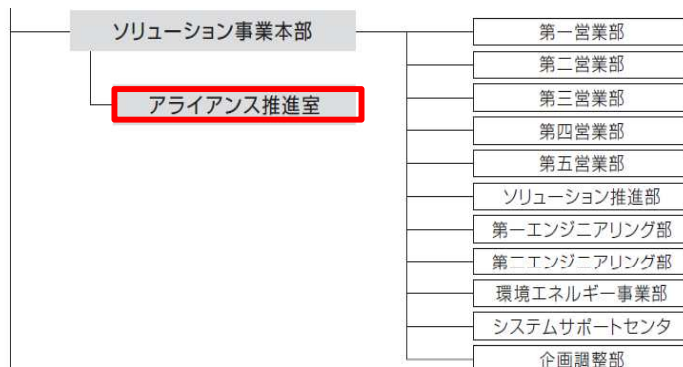 ソリューション事業本部
アライアンス推進室
第一営業部
第二営業部
第三営業部
第四営業部
第五営業部
ソリューション推進部
第一エンジニアリング部
第二エンジニアリング部
環境エネルギー事業部
システムサポートセンタ
企画調整部